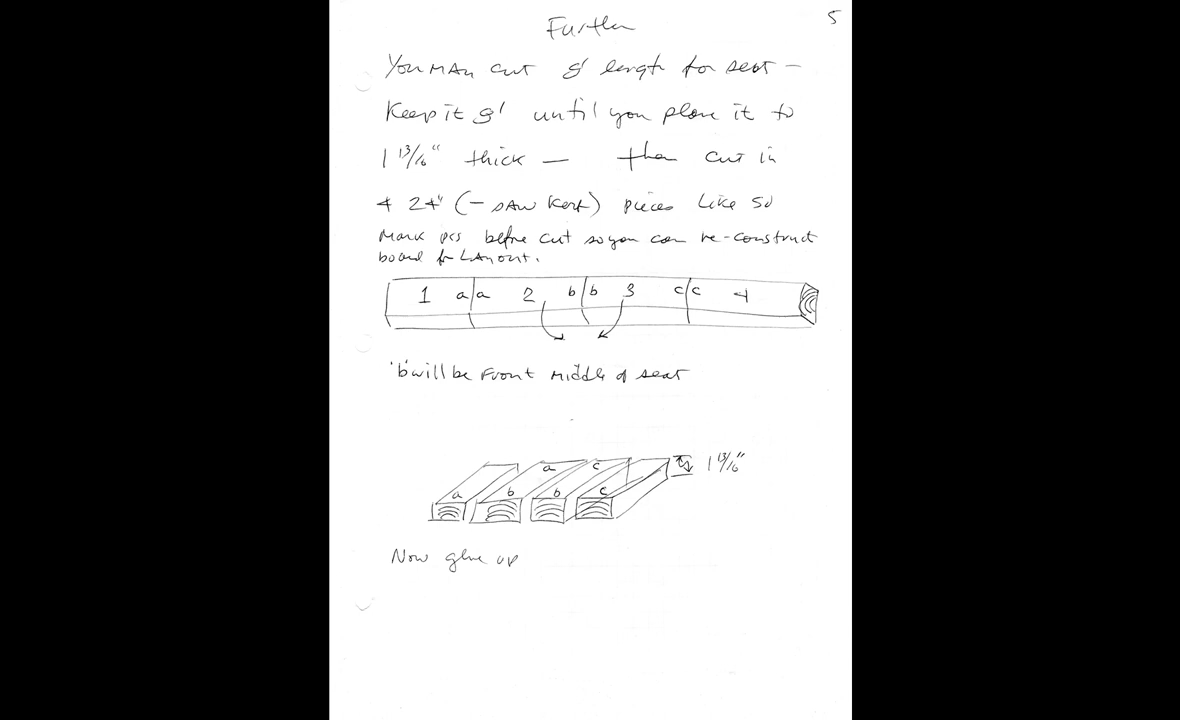 5
Further
You MAy cut 8' length for seat –
Keep it 8' until you plane it to
1 13/16" thick — then cut in
4 24" (– SAW Kerf) pieces Like So
Mark pcs before cut so you can re-construct
board for LAyout.
1 a/a 2 b/b 3 c/c 4
'b' will be Front Middle of seat
a c 1 13/16"
a b b c
Now glue up